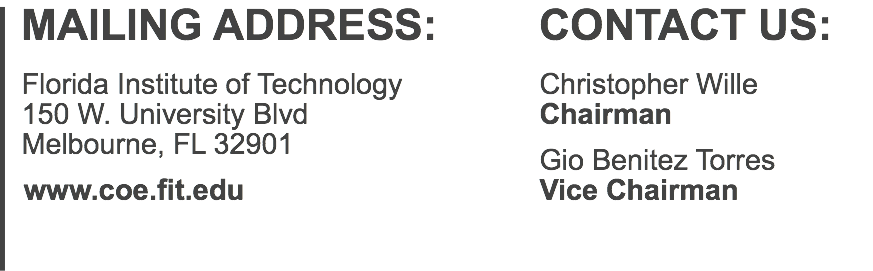 MAILING ADDRESS:
Florida Institute of Technology
150 W. University Blvd
Melbourne, FL 32901
www.coe.fit.edu
CONTACT US:
Christopher Wille
Chairman
Gio Benitez Torres
Vice Chairman